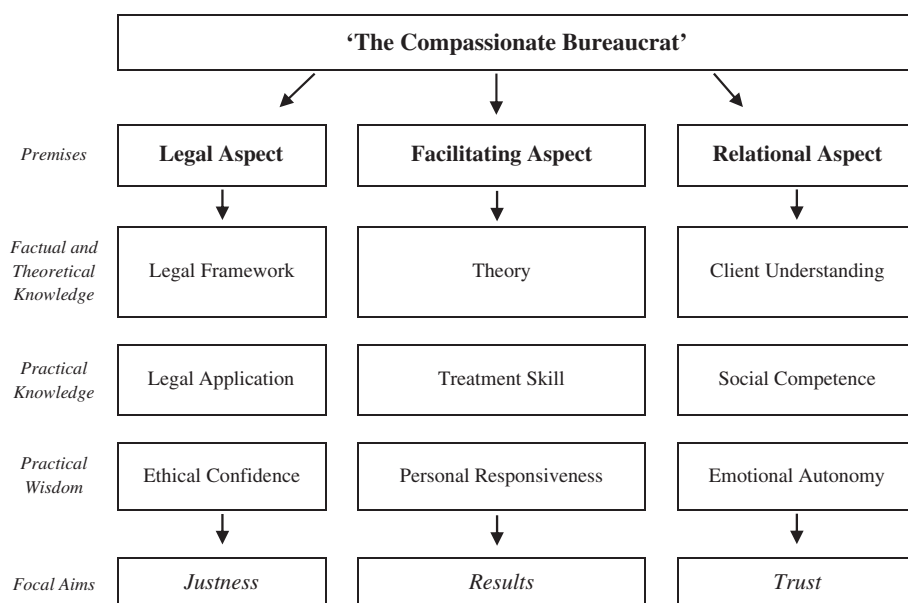 ‘The Compassionate Bureaucrat’
Premises
Legal Aspect
Facilitating Aspect
Relational Aspect
Factual and
Theoretical
Knowledge
Legal Framework
Theory
Client Understanding
Practical
Knowledge
Legal Application
Treatment Skill
Social Competence
Practical
Wisdom
Ethical Confidence
Personal Responsiveness
Emotional Autonomy
Focal Aims
Justness
Results
Trust